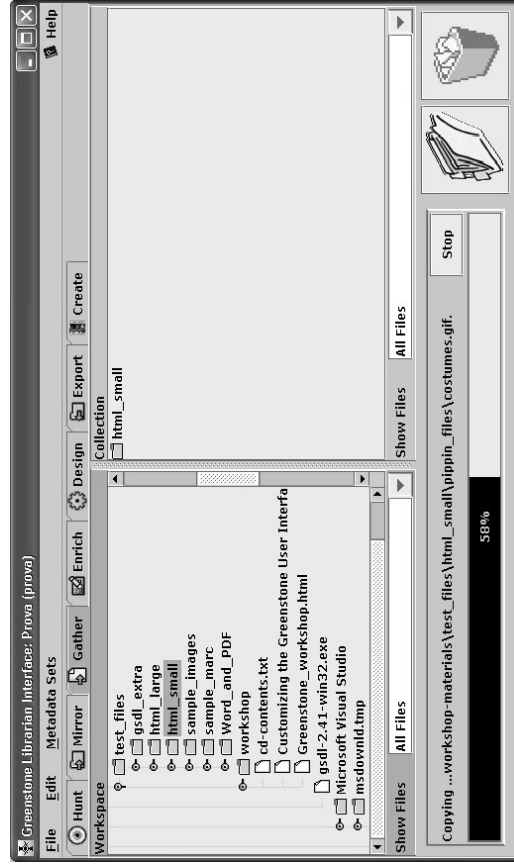 Greenstone Librarian Interface: Prova (prova)
File Edit Metadata Sets Help
Hunt Mirror Gather Enrich Design Export Create
Workspace
test_files
gsdl_extra
html_large
html_small
sample_images
sample_marc
Word_and_PDF
workshop
cd-contents.txt
Customizing the Greenstone User Interfa
Greenstone_workshop.html
gsdl-2.41-win32.exe
Microsoft Visual Studio
msdownld.tmp
Show Files All Files
Collection
html_small
Show Files All Files
Copying ...workshop-materials\test_files\html_small\pippin_files\costumes.gif.
Stop
58%